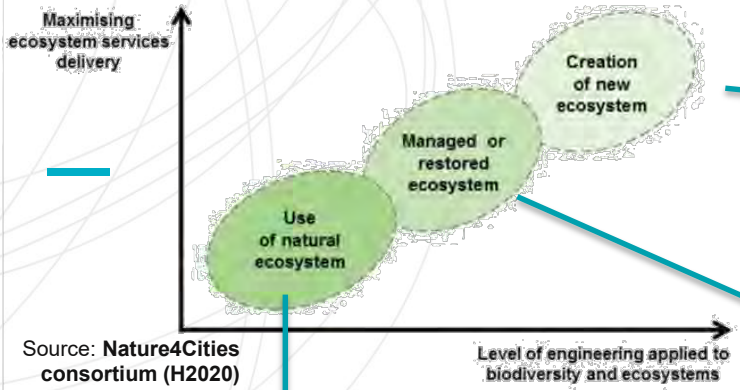 Maximising
ecosystem services
delivery
Creation
of new
ecosystem
Managed or
restored
ecosystem
Use
of natural
ecosystem
Source: Nature4Cities
consortium (H2020)
Level of engineering applied to
biodiversity and ecosystems